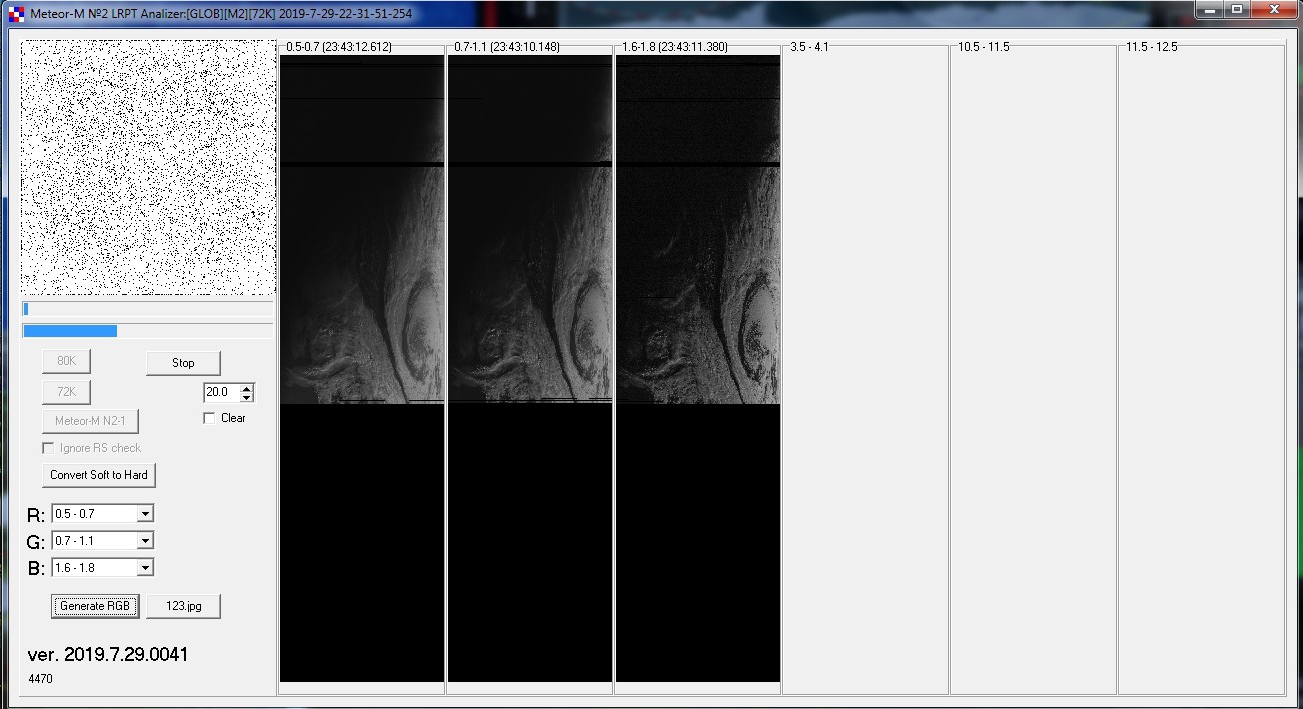 Meteor-M №2 LRPT Analizer:[GLOB][M2][72K] 2019-7-29-22-31-51-254
0.5-0.7 (23:43:12.612)
0.7-1.1 (23:43:10.148)
1.6-1.8 (23:43:11.380)
3.5 - 4.1
10.5 - 11.5
11.5 - 12.5
80K
Stop
72K
20.0
Meteor-M N2-1
Clear
Ignore RS check
Convert Soft to Hard
R: 0.5 - 0.7
G: 0.7 - 1.1
B: 1.6 - 1.8
Generate RGB
123.jpg
ver. 2019.7.29.0041
4470